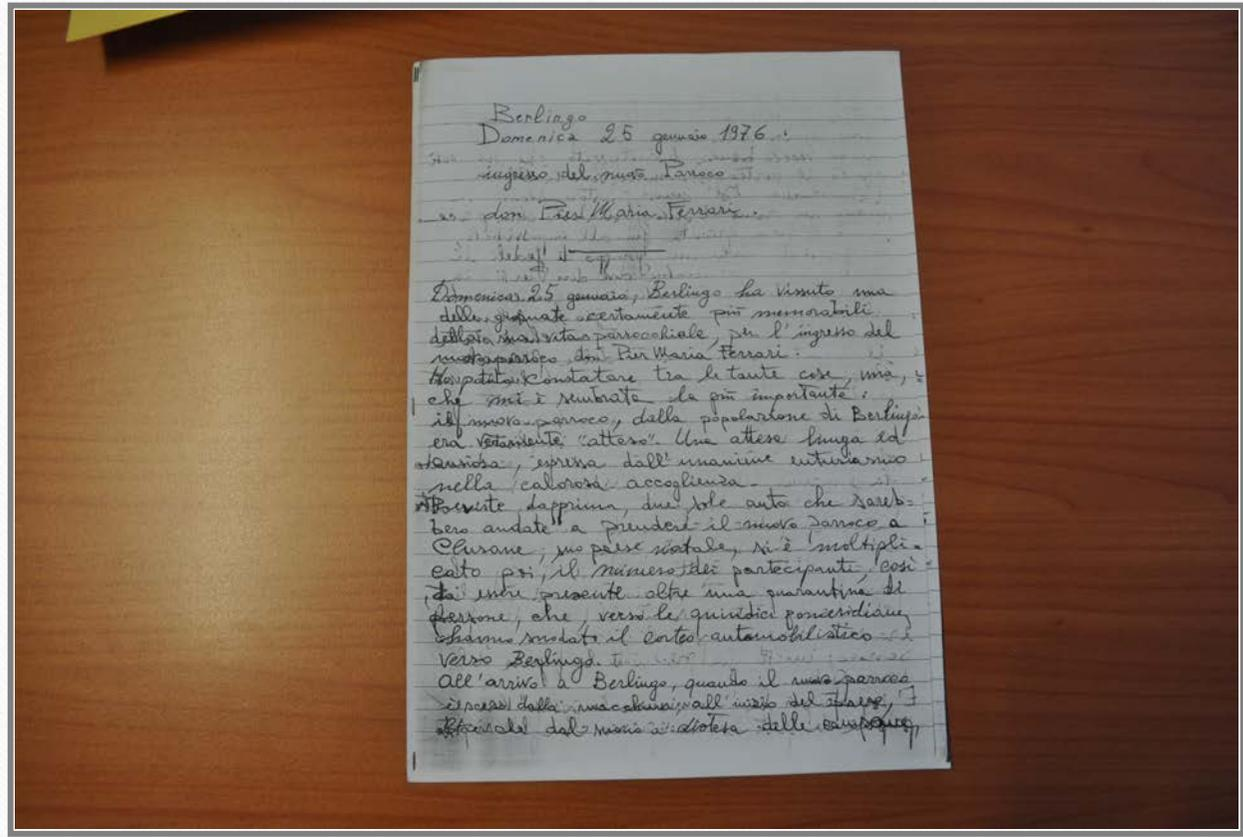 Berlingo
Domenica 25 gennaio 1976.
ingresso del nuovo Parroco
don Pier Maria Ferrari.
Domenica 25 gennaio, Berlingo ha vissuto una
delle giornate certamente più memorabili
della sua vita parrocchiale, per l'ingresso del
nuovo parroco don Pier Maria Ferrari.
Ho potuto constatare tra le tante cose, una,
che mi è sembrata la più importante:
il nuovo parroco, dalla popolazione di Berlingo
era veramente "atteso". Una attesa lunga ed
ansiosa, espressa dall'unanime entusiasmo
nella calorosa accoglienza.
dapprima, due sole auto che sareb=
bero andate a prendere il nuovo parroco a
Clusane, suo paese natale, si è moltipli=
cato poi, il numero dei partecipanti, così
da essere presente oltre una quarantina di
persone, che, verso le quindici pomeridiane,
hanno snodato il corteo automobilistico
verso Berlingo.
All'arrivo a Berlingo, quando il nuovo parroco
è sceso dalla macchina, all'inizio del paese,
dal suono a distesa delle campane,